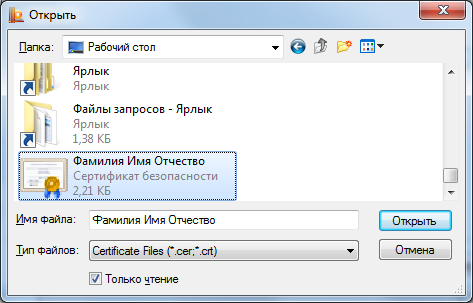 Открыть
Папка: Рабочий стол
Ярлык
Ярлык
Файлы запросов - Ярлык
Ярлык
1,38 КБ
Фамилия Имя Отчество
Сертификат безопасности
2,21 КБ
Имя файла: Фамилия Имя Отчество Открыть
Тип файлов: Certificate Files (*.cer;*.crt) Отмена
Только чтение